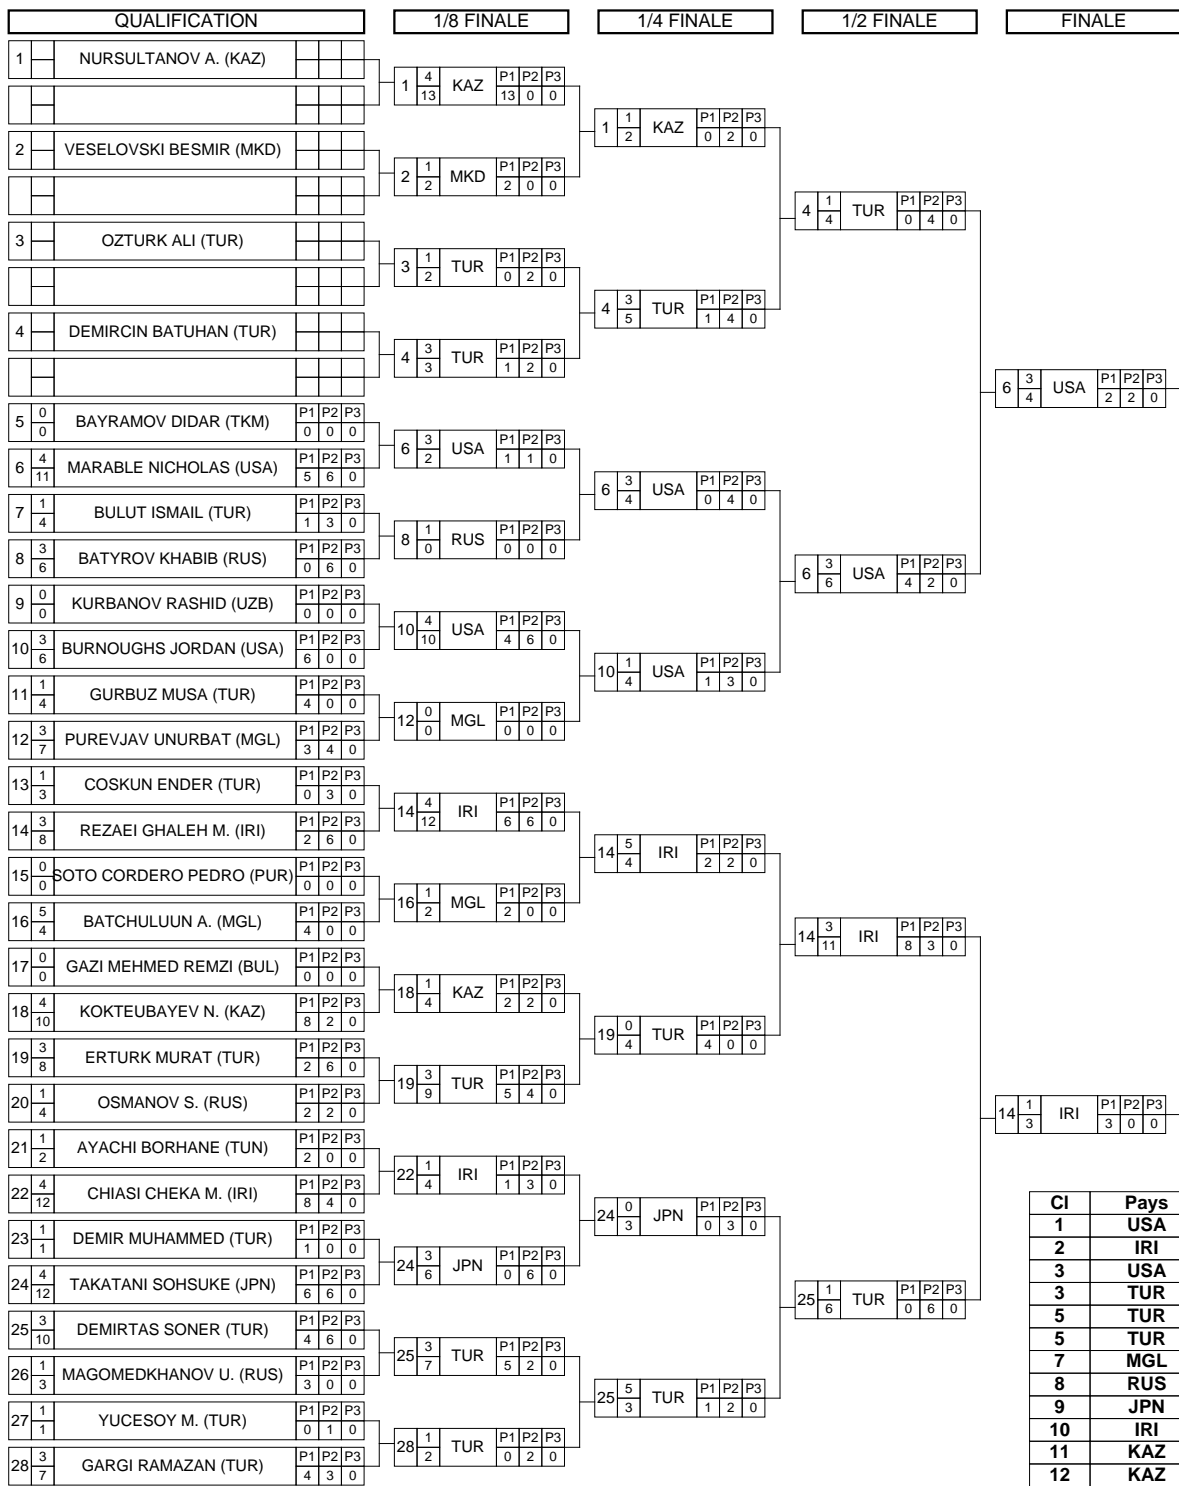 QUALIFICATION 1/8 FINALE 1/4 FINALE 1/2 FINALE FINALE
1 NURSULTANOV A. (KAZ)
2 VESELOVSKI BESMIR (MKD)
3 OZTURK ALI (TUR)
4 DEMIRCIN BATUHAN (TUR)
5 0 0 BAYRAMOV DIDAR (TKM) P1 P2 P3 0 0 0
6 4 11 MARABLE NICHOLAS (USA) P1 P2 P3 5 6 0
7 1 4 BULUT ISMAIL (TUR) P1 P2 P3 1 3 0
8 3 6 BATYROV KHABIB (RUS) P1 P2 P3 0 6 0
9 0 0 KURBANOV RASHID (UZB) P1 P2 P3 0 0 0
10 3 6 BURNOUGHS JORDAN (USA) P1 P2 P3 6 0 0
11 1 4 GURBUZ MUSA (TUR) P1 P2 P3 4 0 0
12 3 7 PUREVJAV UNURBAT (MGL) P1 P2 P3 3 4 0
13 1 3 COSKUN ENDER (TUR) P1 P2 P3 0 3 0
14 3 8 REZAEI GHALEH M. (IRI) P1 P2 P3 2 6 0
15 0 0 SOTO CORDERO PEDRO (PUR) P1 P2 P3 0 0 0
16 5 4 BATCHULUUN A. (MGL) P1 P2 P3 4 0 0
17 0 0 GAZI MEHMED REMZI (BUL) P1 P2 P3 0 0 0
18 4 10 KOKTEUBAYEV N. (KAZ) P1 P2 P3 8 2 0
19 3 8 ERTURK MURAT (TUR) P1 P2 P3 2 6 0
20 1 4 OSMANOV S. (RUS) P1 P2 P3 2 2 0
21 1 2 AYACHI BORHANE (TUN) P1 P2 P3 2 0 0
22 4 12 CHIASI CHEKA M. (IRI) P1 P2 P3 8 4 0
23 1 1 DEMIR MUHAMMED (TUR) P1 P2 P3 1 0 0
24 4 12 TAKATANI SOHSUKE (JPN) P1 P2 P3 6 6 0
25 3 10 DEMIRTAS SONER (TUR) P1 P2 P3 4 6 0
26 1 3 MAGOMEDKHANOV U. (RUS) P1 P2 P3 3 0 0
27 1 1 YUCESOY M. (TUR) P1 P2 P3 0 1 0
28 3 7 GARGI RAMAZAN (TUR) P1 P2 P3 4 3 0
1 4 13 KAZ P1 P2 P3 13 0 0
2 1 2 MKD P1 P2 P3 2 0 0
3 1 2 TUR P1 P2 P3 0 2 0
4 3 3 TUR P1 P2 P3 1 2 0
6 3 2 USA P1 P2 P3 1 1 0
8 1 0 RUS P1 P2 P3 0 0 0
10 4 10 USA P1 P2 P3 4 6 0
12 0 0 MGL P1 P2 P3 0 0 0
14 4 12 IRI P1 P2 P3 6 6 0
16 1 2 MGL P1 P2 P3 2 0 0
18 1 4 KAZ P1 P2 P3 2 2 0
19 3 9 TUR P1 P2 P3 5 4 0
22 1 4 IRI P1 P2 P3 1 3 0
24 3 6 JPN P1 P2 P3 0 6 0
25 3 7 TUR P1 P2 P3 5 2 0
28 1 2 TUR P1 P2 P3 0 2 0
1 1 2 KAZ P1 P2 P3 0 2 0
4 3 5 TUR P1 P2 P3 1 4 0
6 3 4 USA P1 P2 P3 0 4 0
10 1 4 USA P1 P2 P3 1 3 0
14 5 4 IRI P1 P2 P3 2 2 0
19 0 4 TUR P1 P2 P3 4 0 0
24 0 3 JPN P1 P2 P3 0 3 0
25 5 3 TUR P1 P2 P3 1 2 0
4 1 4 TUR P1 P2 P3 0 4 0
6 3 6 USA P1 P2 P3 4 2 0
14 3 11 IRI P1 P2 P3 8 3 0
25 1 6 TUR P1 P2 P3 0 6 0
6 3 4 USA P1 P2 P3 2 2 0
14 1 3 IRI P1 P2 P3 3 0 0
Cl Pays
1 USA
2 IRI
3 USA
3 TUR
5 TUR
5 TUR
7 MGL
8 RUS
9 JPN
10 IRI
11 KAZ
12 KAZ